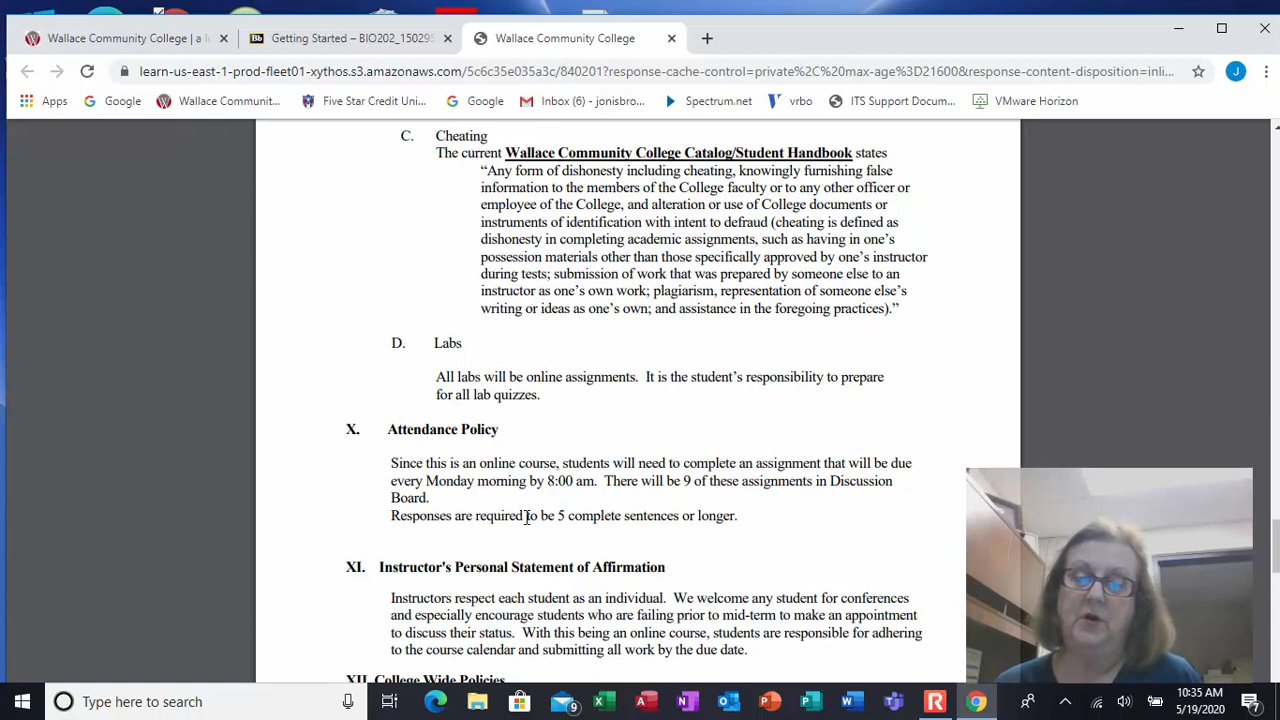 Wallace Community College | a l
Getting Started – BIO202_150295
Wallace Community College
learn-us-east-1-prod-fleet01-xythos.s3.amazonaws.com/5c6c35e035e3c/840201?response-cache-control=private%2C%20max-age%3D21600&response-content-disposition=inli...
J
Apps
Google
Wallace Communit...
Five Star Credit Uni...
Google
Inbox (6) - jonisbro...
Spectrum.net
vrbo
ITS Support Docum...
VMware Horizon
C. Cheating
The current Wallace Community College Catalog/Student Handbook states
“Any form of dishonesty including cheating, knowingly furnishing false
information to the members of the College faculty or to any other officer or
employee of the College, and alteration or use of College documents or
instruments of identification with intent to defraud (cheating is defined as
dishonesty in completing academic assignments, such as having in one’s
possession materials other than those specifically approved by one’s instructor
during tests; submission of work that was prepared by someone else to an
instructor as one’s own work; plagiarism, representation of someone else’s
writing or ideas as one’s own; and assistance in the foregoing practices).”
D. Labs
All labs will be online assignments. It is the student’s responsibility to prepare
for all lab quizzes.
X. Attendance Policy
Since this is an online course, students will need to complete an assignment that will be due
every Monday morning by 8:00 am. There will be 9 of these assignments in Discussion
Board.
Responses are required to be 5 complete sentences or longer.
XI. Instructor's Personal Statement of Affirmation
Instructors respect each student as an individual. We welcome any student for conferences
and especially encourage students who are failing prior to mid-term to make an appointment
to discuss their status. With this being an online course, students are responsible for adhering
to the course calendar and submitting all work by the due date.
XII. College Wide Policies
Type here to search
9
10:35 AM
5/19/2020
7